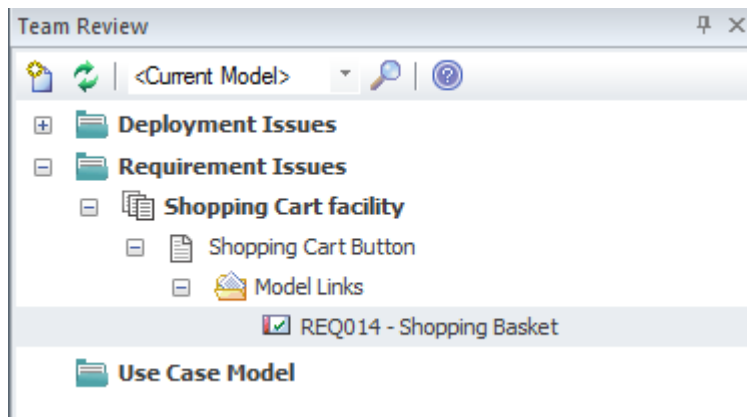 Team Review
<Current Model>
Deployment Issues
Requirement Issues
Shopping Cart facility
Shopping Cart Button
Model Links
REQ014 - Shopping Basket
Use Case Model